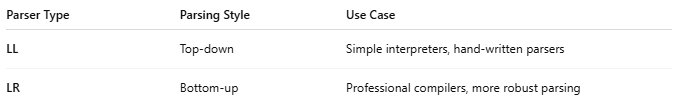 Parser Type Parsing Style Use Case
LL Top-down Simple interpreters, hand-written parsers
LR Bottom-up Professional compilers, more robust parsing